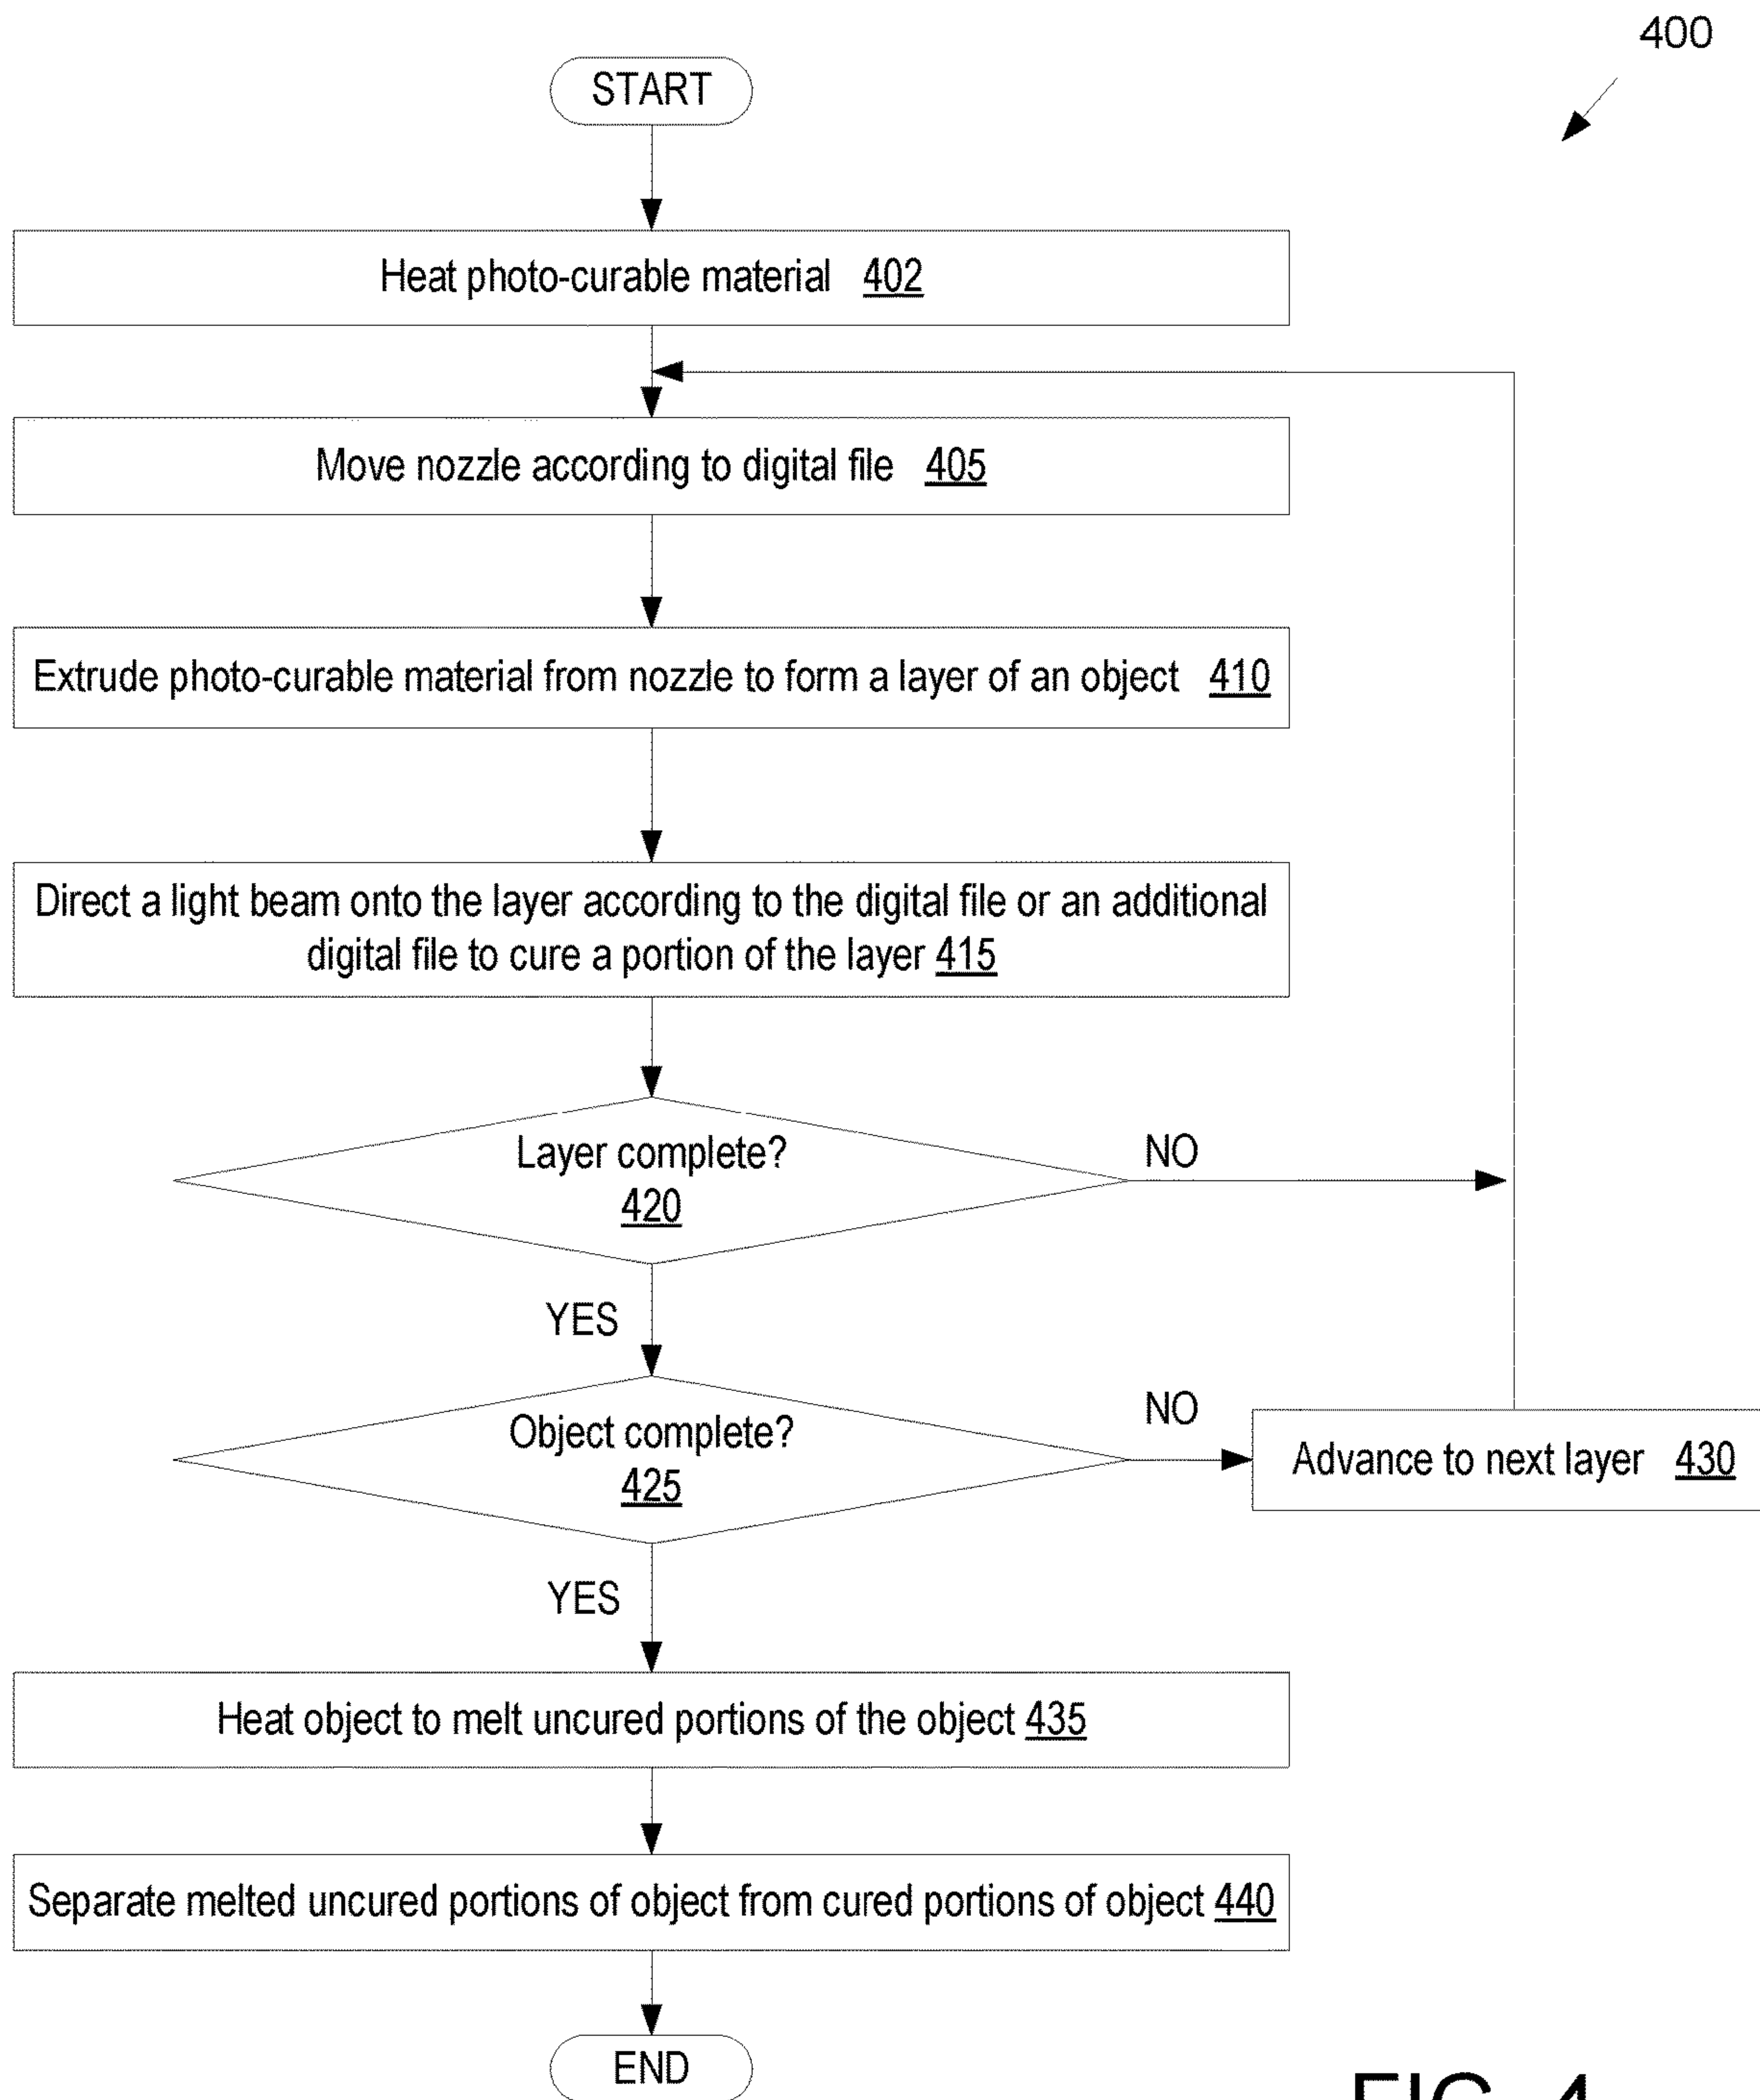 400
START
Heat photo-curable material 402
Move nozzle according to digital file 405
Extrude photo-curable material from nozzle to form a layer of an object 410
Direct a light beam onto the layer according to the digital file or an additional
digital file to cure a portion of the layer 415
Layer complete?
420
NO
YES
Object complete?
425
NO
Advance to next layer 430
YES
Heat object to melt uncured portions of the object 435
Separate melted uncured portions of object from cured portions of object 440
END
FIG. 4